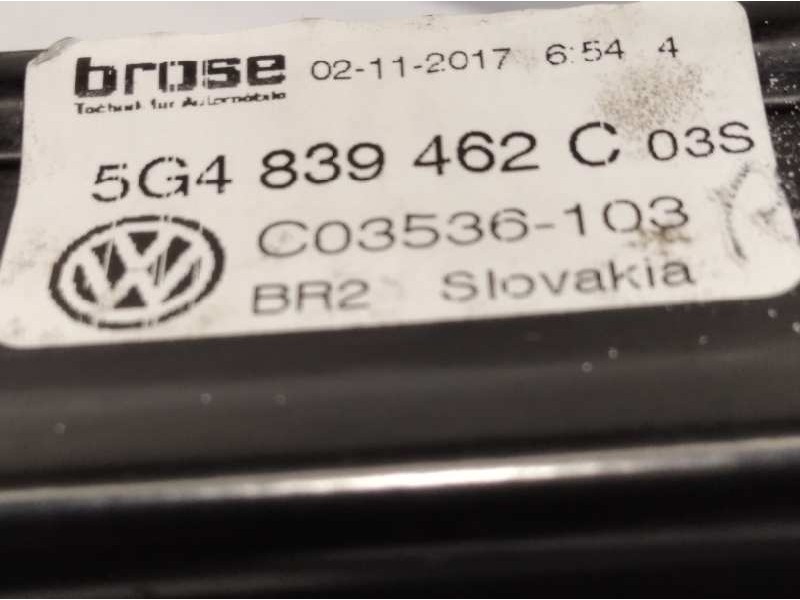 brose 02-11-2017 6:54 4
Technik für Automobile
5G4 839 462 C 03S
C03536-103
BR2 Slovakia